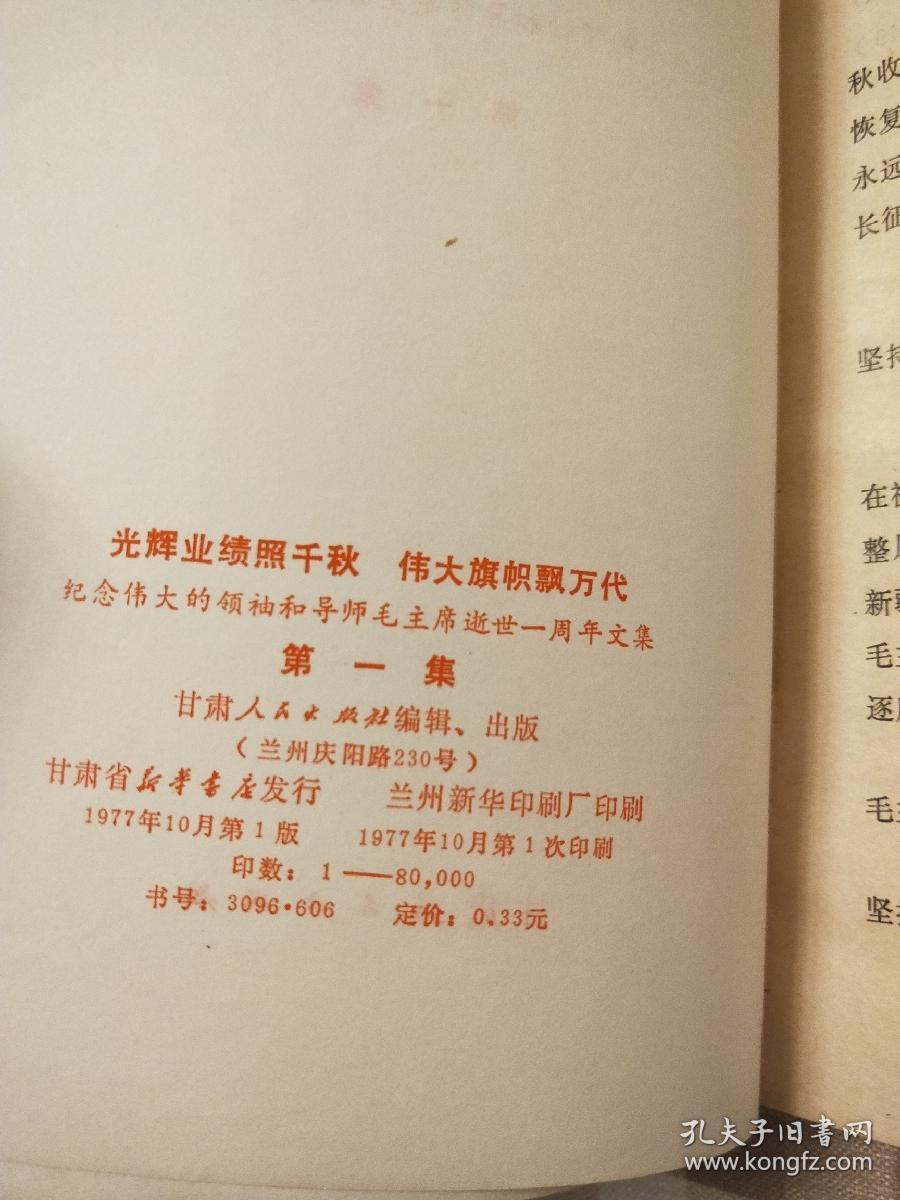 光辉业绩照千秋　伟大旗帜飘万代
纪念伟大的领袖和导师毛主席逝世一周年文集
第一集
甘肃人民出版社编辑、出版
（兰州庆阳路230号）
甘肃省新华书店发行　兰州新华印刷厂印刷
1977年10月第1版　1977年10月第1次印刷
印数：1——80,000
书号：3096·606　定价：0.33元
秋收
恢复
永远
长征
坚持
在
整
新疆
毛主
逐
毛主
坚持
孔夫子旧书网
www.kongfz.com